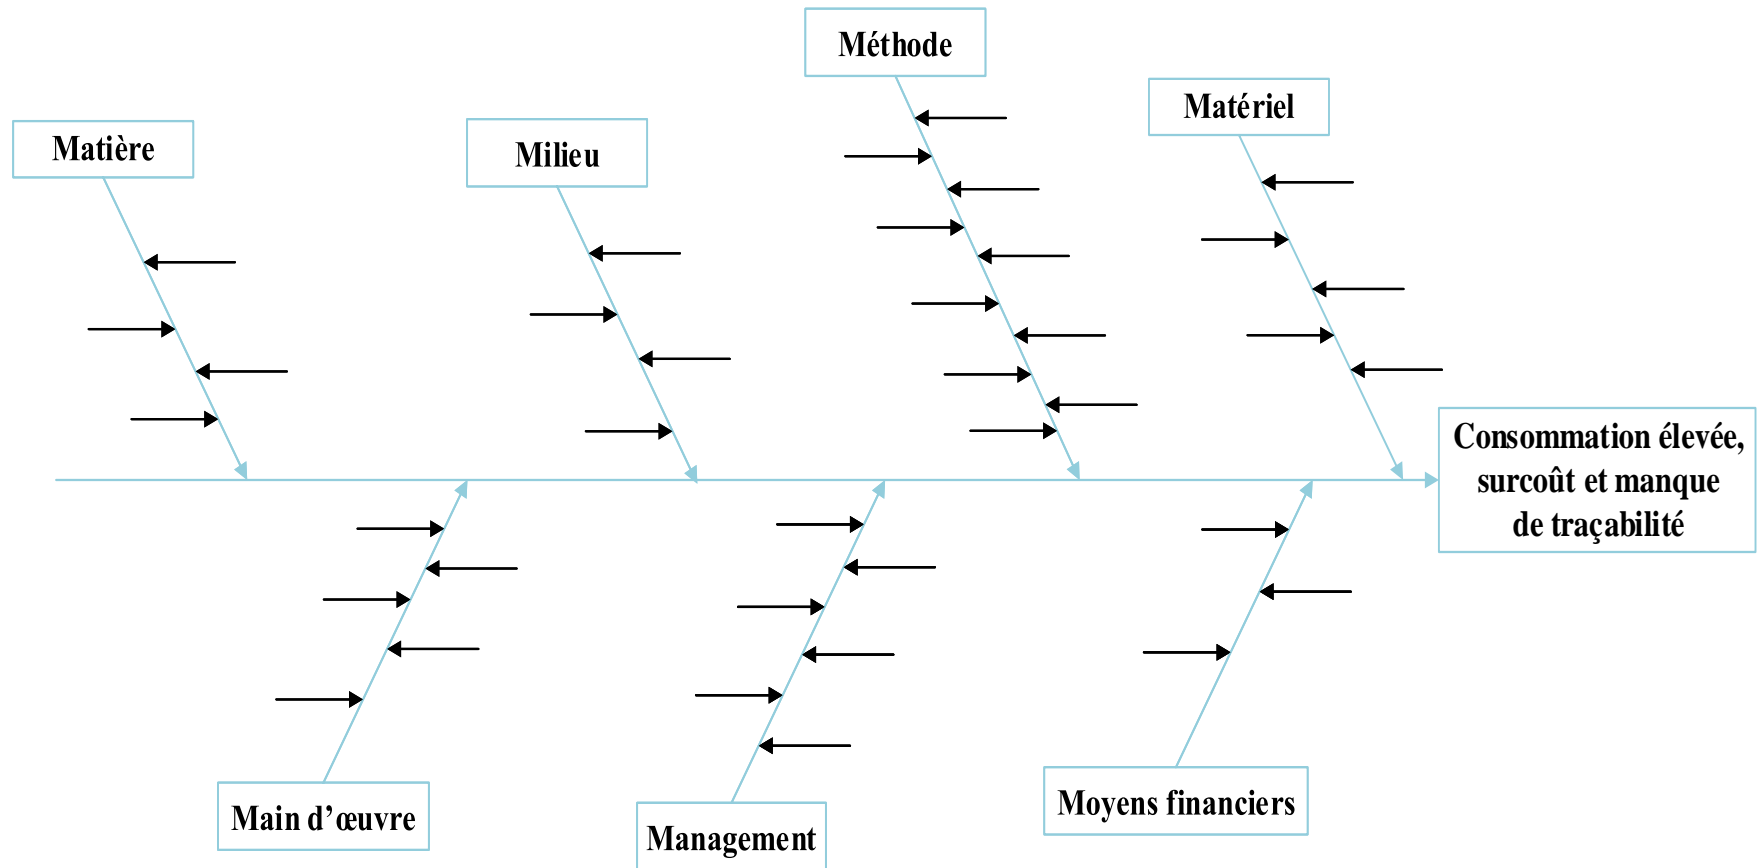 Méthode
Matériel
Matière
Milieu
Consommation élevée,
surcoût et manque
de traçabilité
Main d’œuvre
Management
Moyens financiers